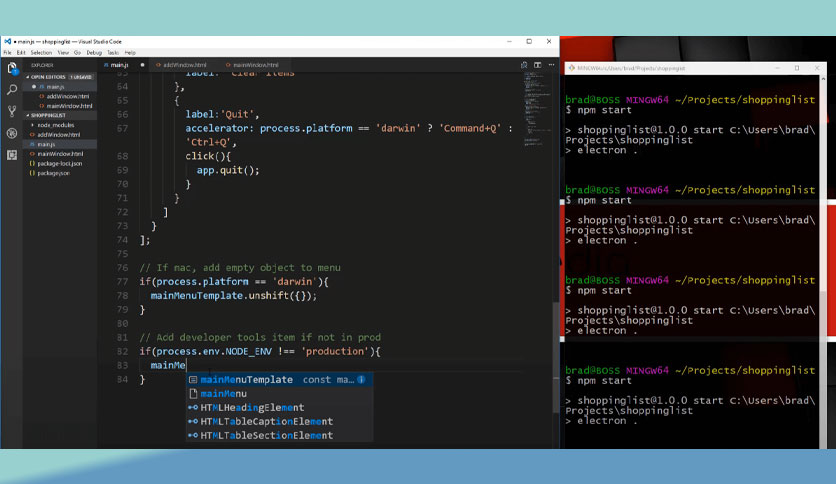 main.js — shoppinglist — Visual Studio Code
File Edit Selection View Go Debug Tasks Help
EXPLORER
OPEN EDITORS 1 UNSAVED
main.js
addWindow.html
mainWindow.html
SHOPPINGLIST
node_modules
addWindow.html
main.js
mainWindow.html
package-lock.json
package.json
main.js addWindow.html mainWindow.html
63 label: 'Clear Items'
64 },
65 {
66 label:'Quit',
67 accelerator: process.platform == 'darwin' ? 'Command+Q' :
'Ctrl+Q',
68 click(){
69 app.quit();
70 }
71 }
72 ]
73 }
74 ];
75
76 // If mac, add empty object to menu
77 if(process.platform == 'darwin'){
78 mainMenuTemplate.unshift({});
79 }
80
81 // Add developer tools item if not in prod
82 if(process.env.NODE_ENV !== 'production'){
83 mainMe
84 }
mainMenuTemplate const ma...
mainMenu
HTMLHeadingElement
HTMLTableCaptionElement
HTMLTableSectionElement
MINGW64:/c/Users/brad/Projects/shoppinglist
brad@BOSS MINGW64 ~/Projects/shoppinglist
$ npm start
> shoppinglist@1.0.0 start C:\Users\brad\
Projects\shoppinglist
> electron .
brad@BOSS MINGW64 ~/Projects/shoppinglist
$ npm start
> shoppinglist@1.0.0 start C:\Users\brad\
Projects\shoppinglist
> electron .
brad@BOSS MINGW64 ~/Projects/shoppinglist
$ npm start
> shoppinglist@1.0.0 start C:\Users\brad\
Projects\shoppinglist
> electron .
brad@BOSS MINGW64 ~/Projects/shoppinglist
$ npm start
> shoppinglist@1.0.0 start C:\Users\brad\
Projects\shoppinglist
> electron .